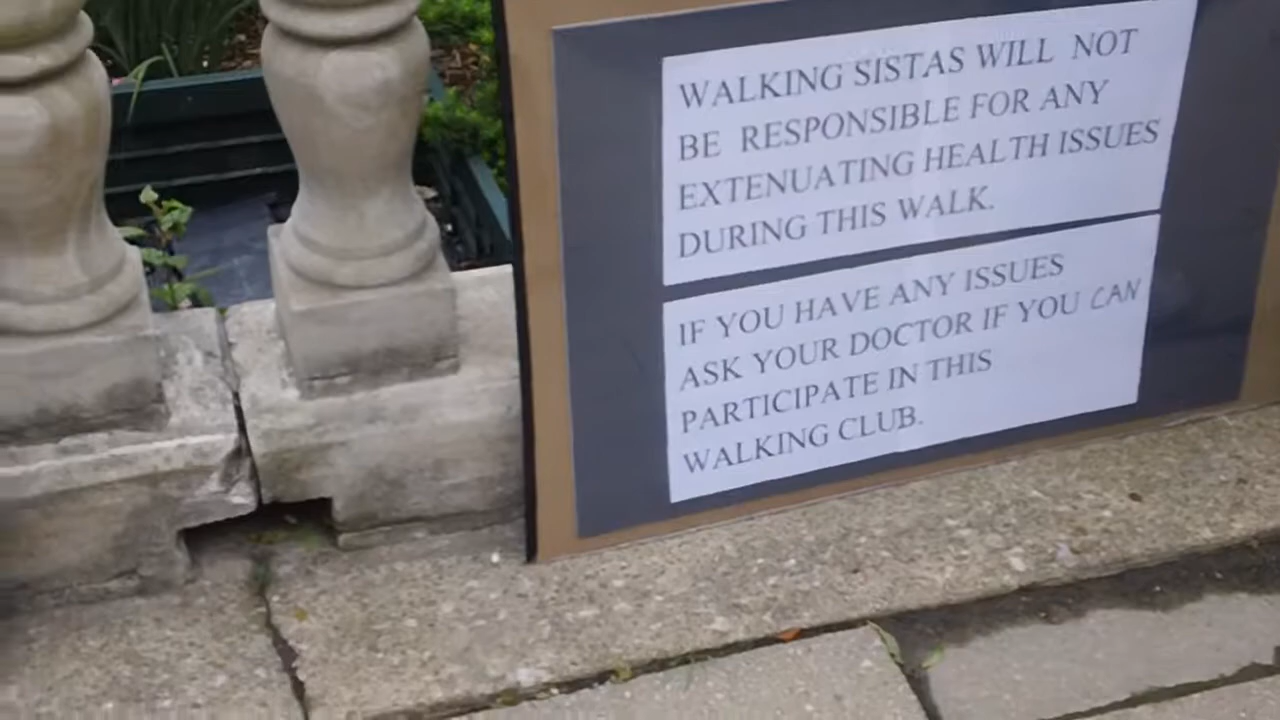 WALKING SISTAS WILL NOT
BE RESPONSIBLE FOR ANY
EXTENUATING HEALTH ISSUES
DURING THIS WALK.
IF YOU HAVE ANY ISSUES
ASK YOUR DOCTOR IF YOU CAN
PARTICIPATE IN THIS
WALKING CLUB.